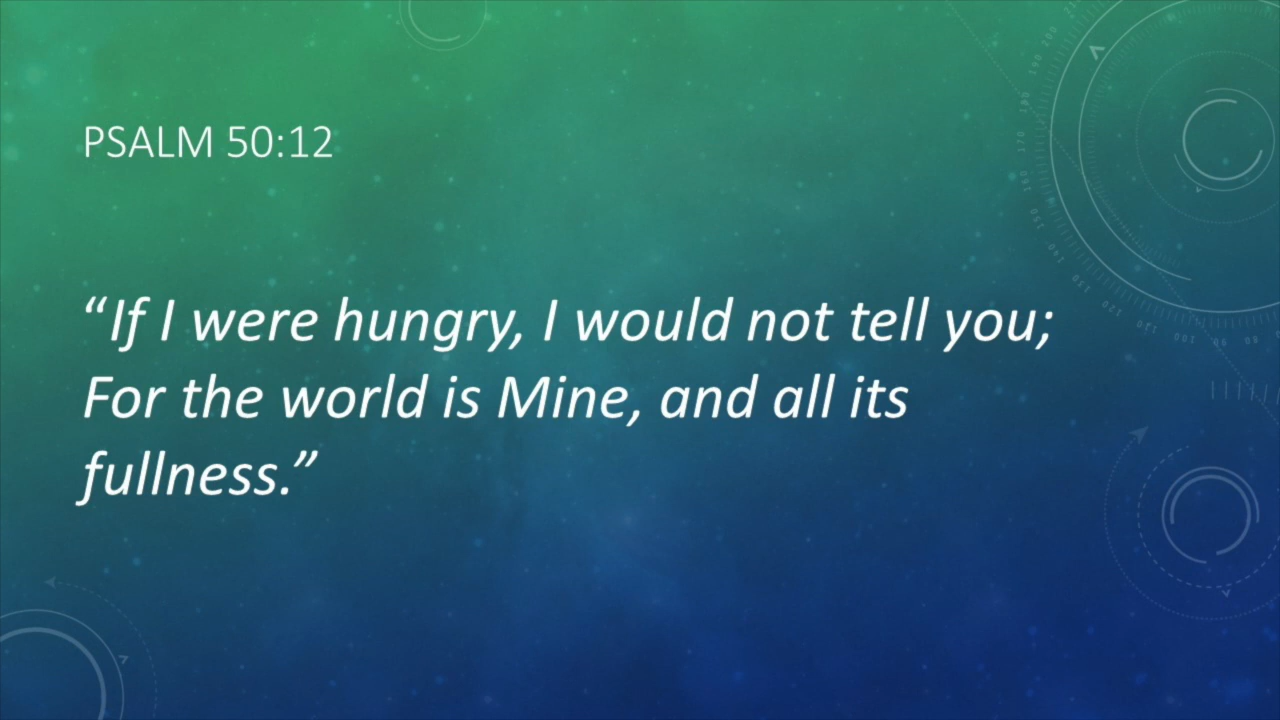 PSALM 50:12
“If I were hungry, I would not tell you;
For the world is Mine, and all its
fullness.”